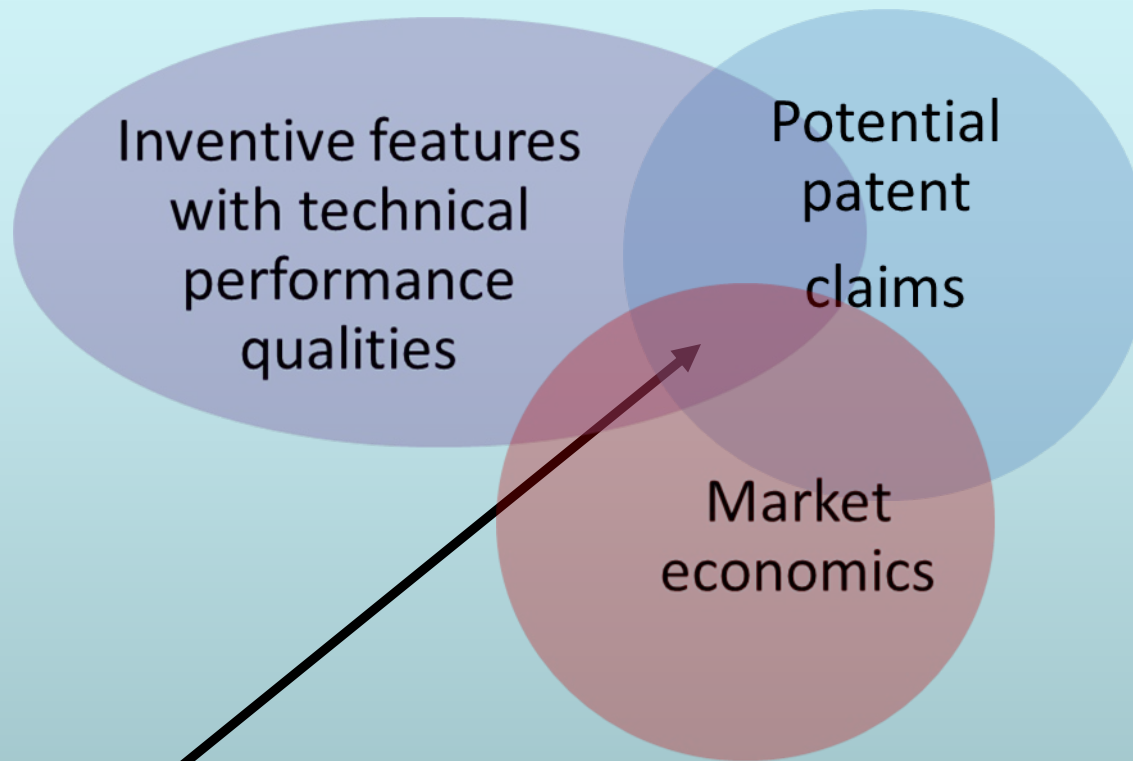 Inventive features
with technical
performance
qualities
Potential
patent
claims
Market
economics